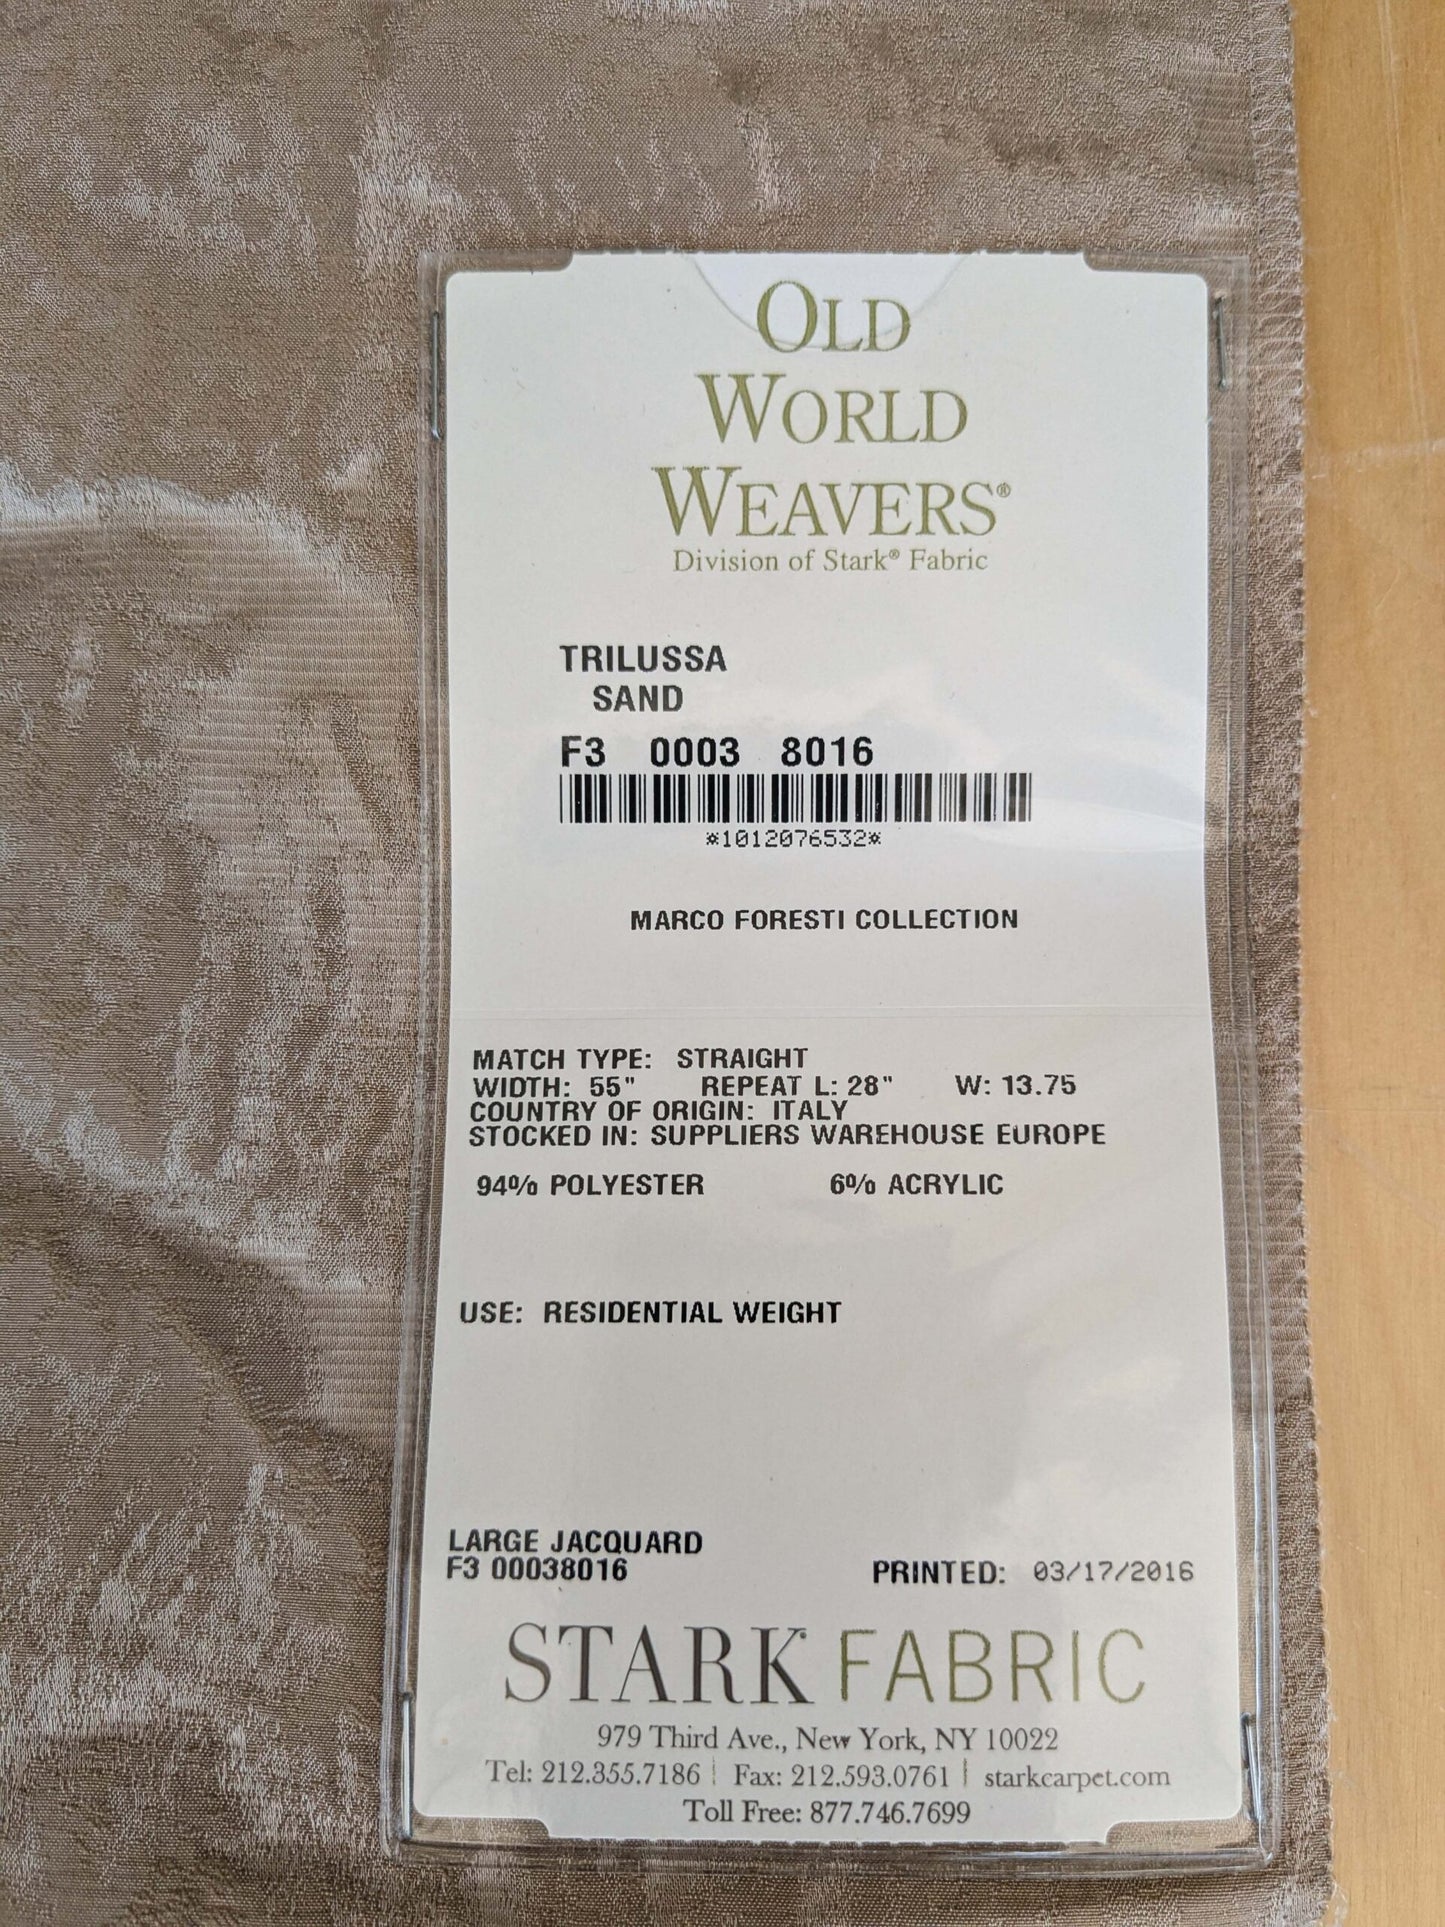 OLD
WORLD
WEAVERS®
Division of Stark® Fabric
TRILUSSA
SAND
F3 0003 8016
*1012076532*
MARCO FORESTI COLLECTION
MATCH TYPE: STRAIGHT
WIDTH: 55" REPEAT L: 28" W: 13.75
COUNTRY OF ORIGIN: ITALY
STOCKED IN: SUPPLIERS WAREHOUSE EUROPE
94% POLYESTER 6% ACRYLIC
USE: RESIDENTIAL WEIGHT
LARGE JACQUARD
F3 00038016 PRINTED: 03/17/2016
STARK FABRIC
979 Third Ave., New York, NY 10022
Tel: 212.355.7186 | Fax: 212.593.0761 | starkcarpet.com
Toll Free: 877.746.7699